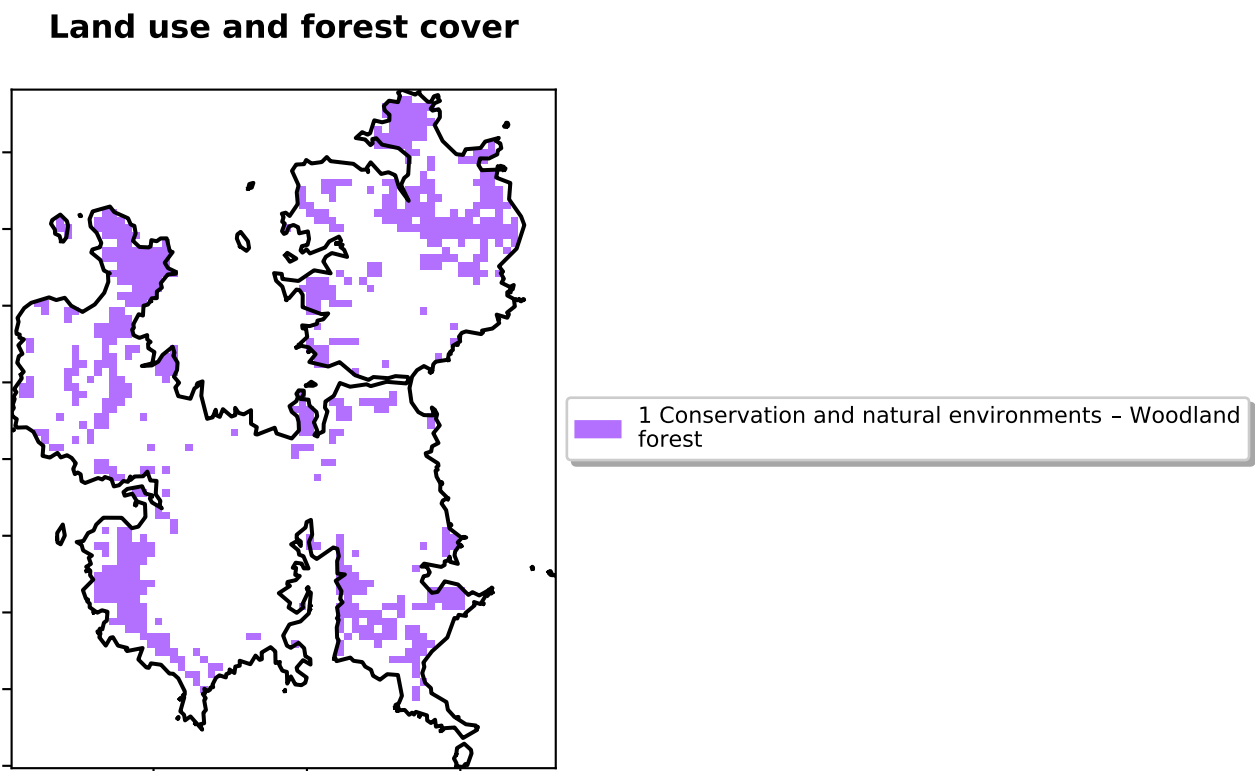 Land use and forest cover
1 Conservation and natural environments – Woodland
forest